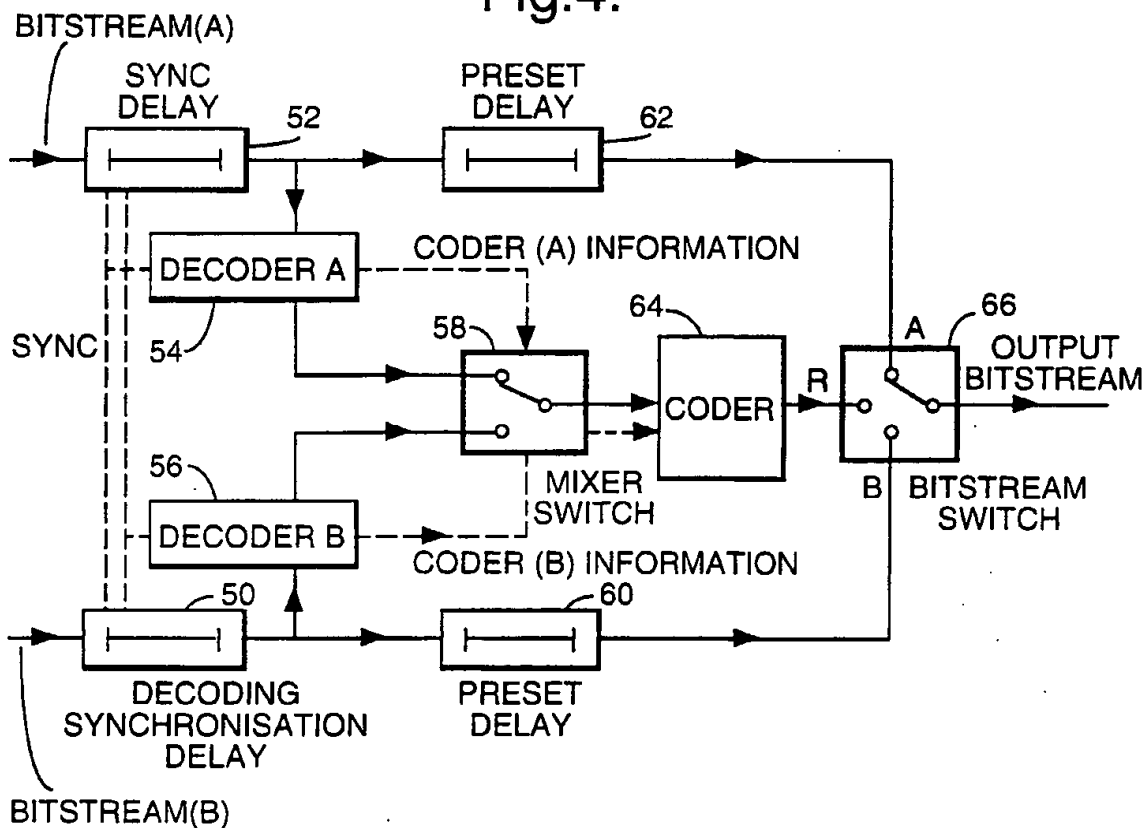 Fig.4.
BITSTREAM(A)
SYNC
DELAY
52
PRESET
DELAY
62
DECODER A
54
CODER (A) INFORMATION
SYNC
58
64
CODER
R
A
66
OUTPUT
BITSTREAM
MIXER
SWITCH
B
BITSTREAM
SWITCH
56
DECODER B
CODER (B) INFORMATION
50
DECODING
SYNCHRONISATION
DELAY
60
PRESET
DELAY
BITSTREAM(B)